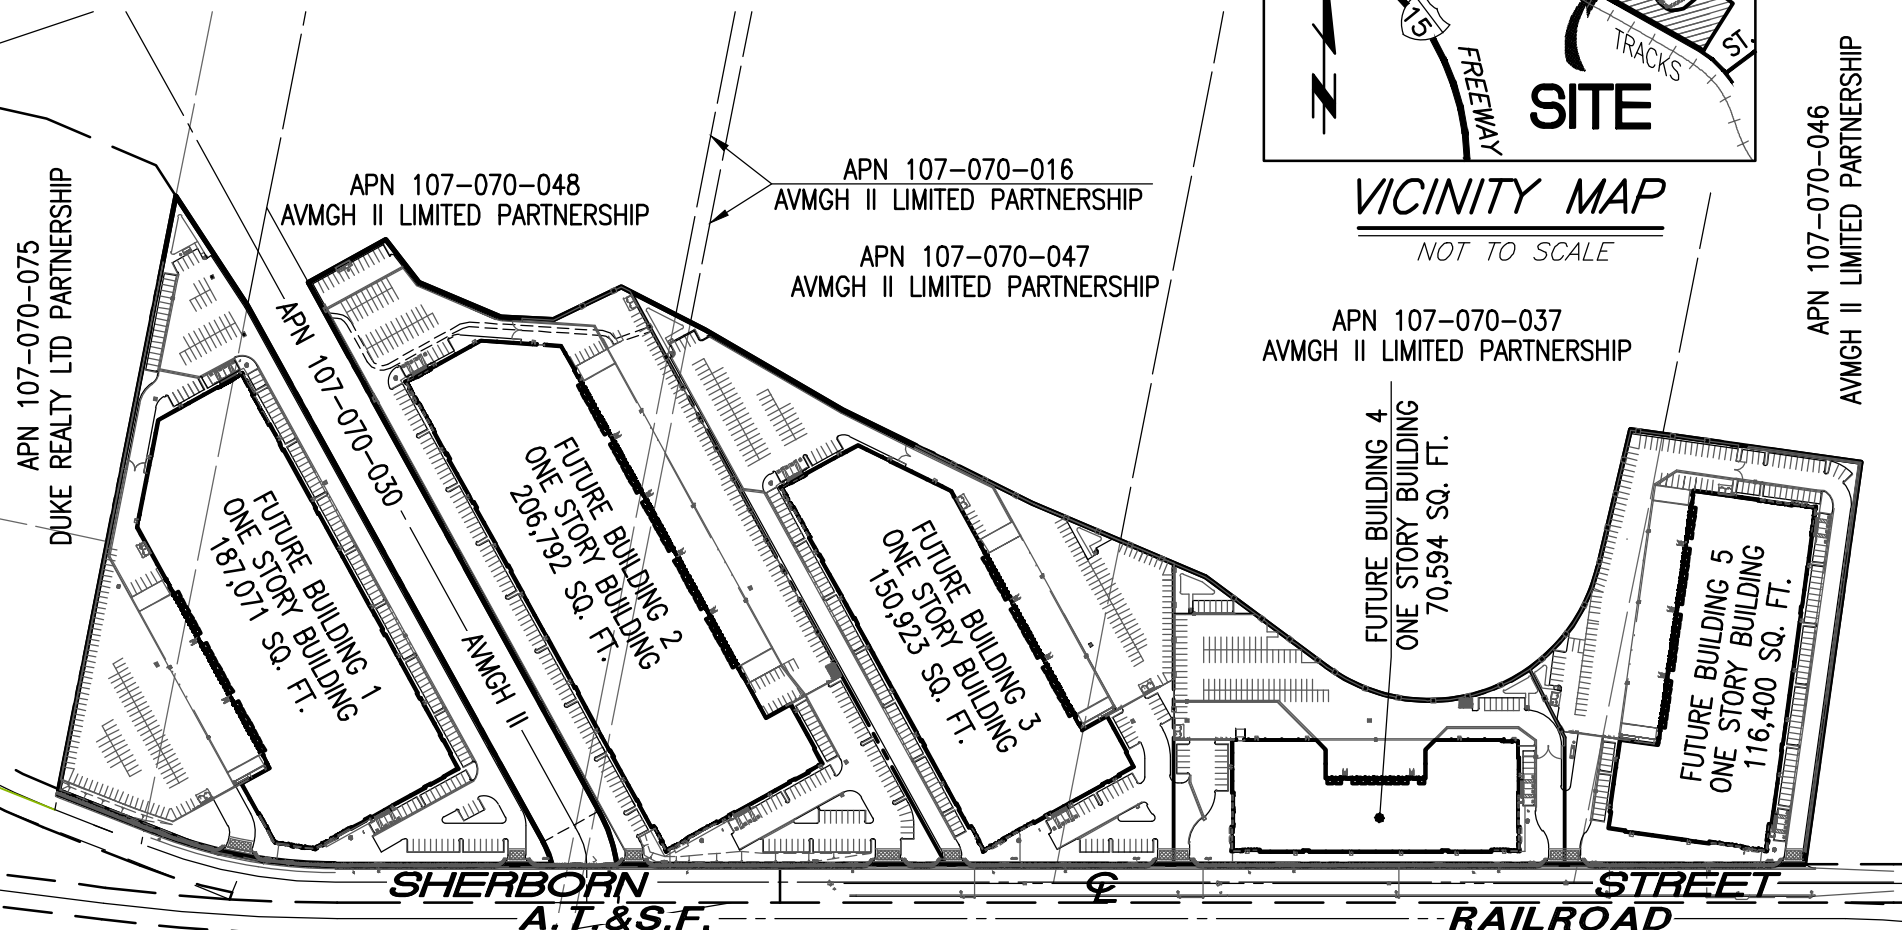 15
FREEWAY
TRACKS
ST.
SITE
VICINITY MAP
NOT TO SCALE
APN 107-070-075
DUKE REALTY LTD PARTNERSHIP
APN 107-070-048
AVMGH II LIMITED PARTNERSHIP
APN 107-070-016
AVMGH II LIMITED PARTNERSHIP
APN 107-070-047
AVMGH II LIMITED PARTNERSHIP
APN 107-070-037
AVMGH II LIMITED PARTNERSHIP
APN 107-070-046
AVMGH II LIMITED PARTNERSHIP
APN 107-070-030
AVMGH II
FUTURE BUILDING 1
ONE STORY BUILDING
187,071 SQ. FT.
FUTURE BUILDING 2
ONE STORY BUILDING
206,792 SQ. FT.
FUTURE BUILDING 3
ONE STORY BUILDING
150,923 SQ. FT.
FUTURE BUILDING 4
ONE STORY BUILDING
70,594 SQ. FT.
FUTURE BUILDING 5
ONE STORY BUILDING
116,400 SQ. FT.
SHERBORN STREET
A.T.&S.F. RAILROAD